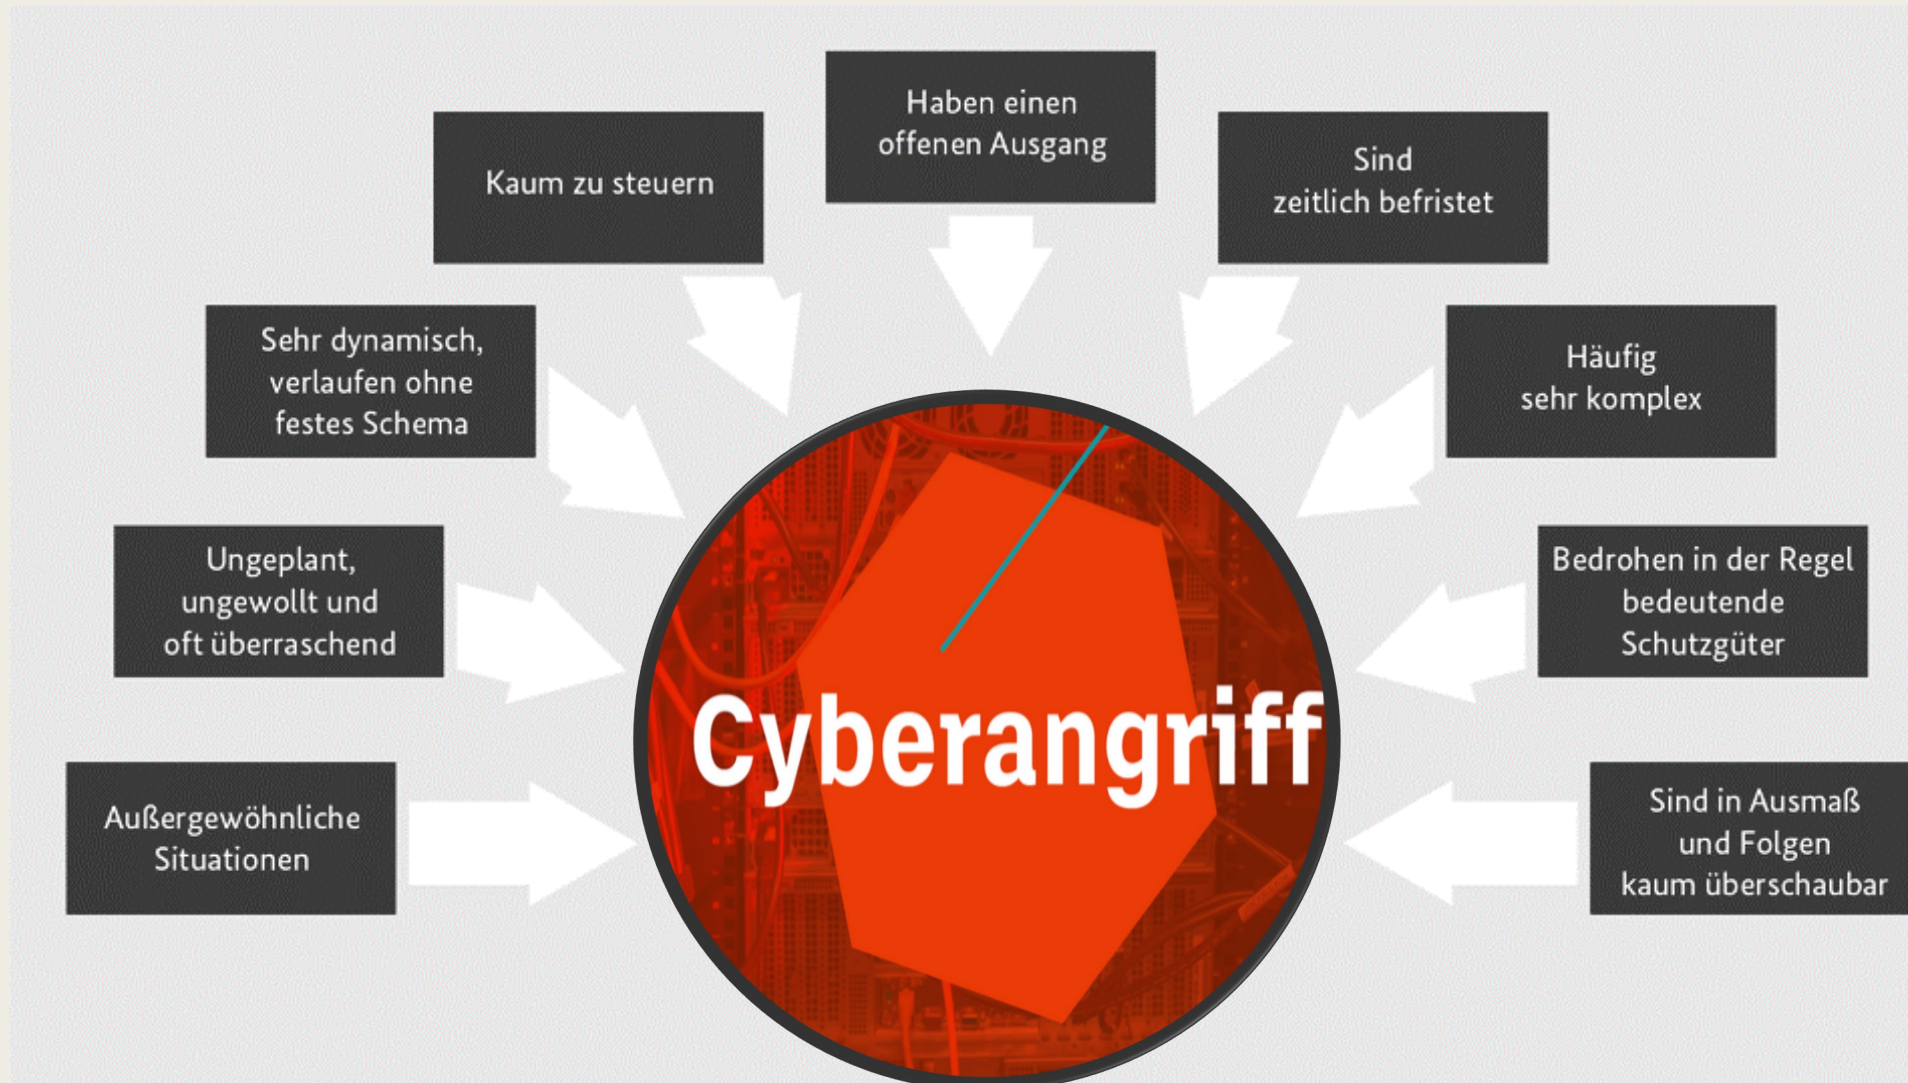 Haben einen
offenen Ausgang
Kaum zu steuern
Sind
zeitlich befristet
Sehr dynamisch,
verlaufen ohne
festes Schema
Häufig
sehr komplex
Ungeplant,
ungewollt und
oft überraschend
Bedrohen in der Regel
bedeutende
Schutzgüter
Cyberangriff
Außergewöhnliche
Situationen
Sind in Ausmaß
und Folgen
kaum überschaubar